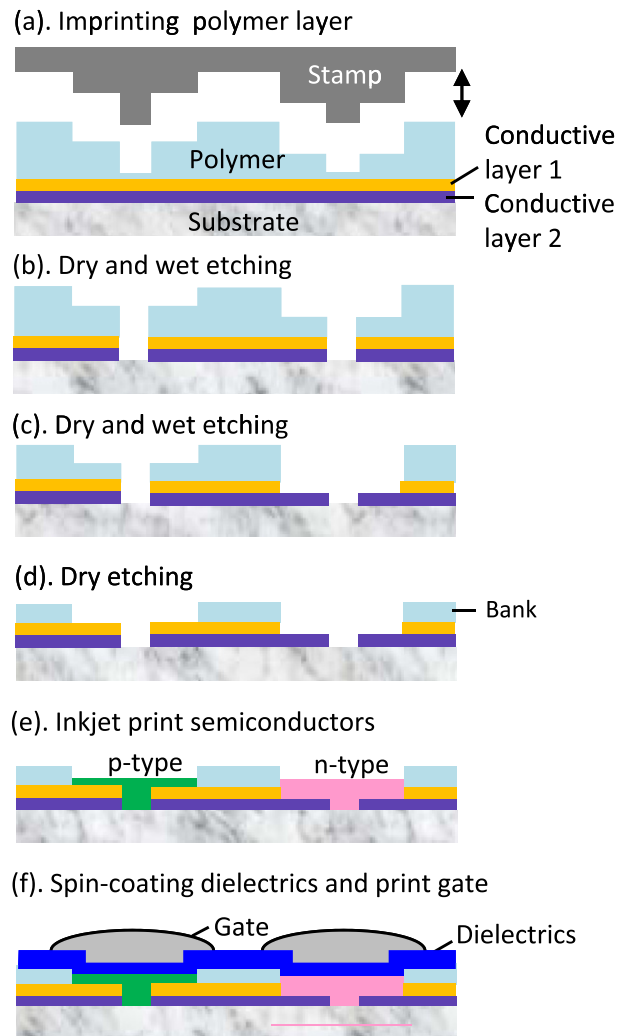 (a). Imprinting polymer layer
Stamp
Polymer
Conductive
layer 1
Conductive
layer 2
Substrate
(b). Dry and wet etching
(c). Dry and wet etching
(d). Dry etching
Bank
(e). Inkjet print semiconductors
p-type
n-type
(f). Spin-coating dielectrics and print gate
Gate
Dielectrics